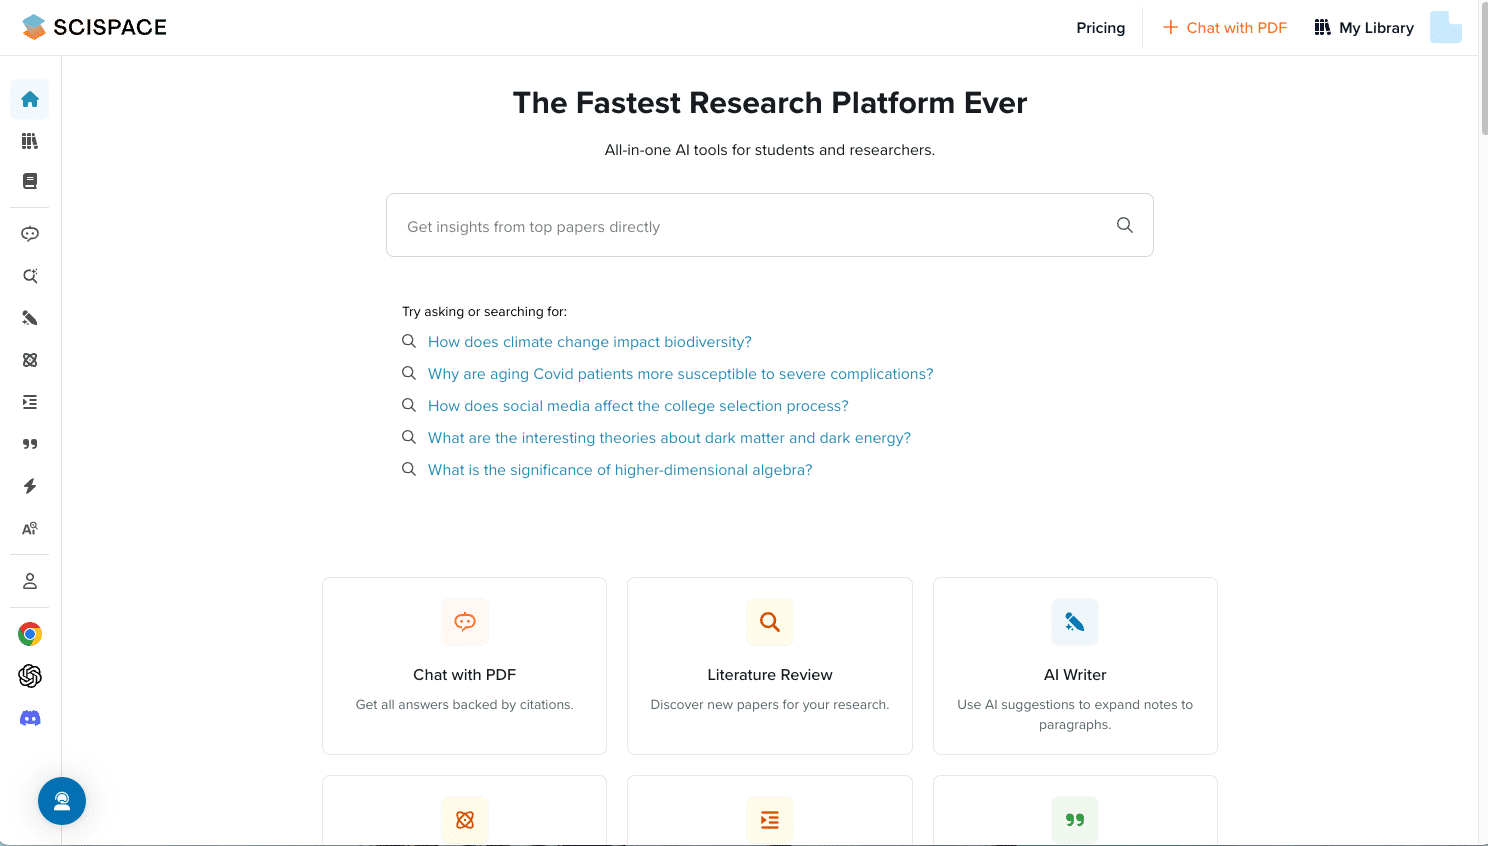 SCISPACE
Pricing
Chat with PDF
My Library
The Fastest Research Platform Ever
All-in-one AI tools for students and researchers.
Get insights from top papers directly
Try asking or searching for:
How does climate change impact biodiversity?
Why are aging Covid patients more susceptible to severe complications?
How does social media affect the college selection process?
What are the interesting theories about dark matter and dark energy?
What is the significance of higher-dimensional algebra?
Ai
Chat with PDF
Get all answers backed by citations.
Literature Review
Discover new papers for your research.
AI Writer
Use AI suggestions to expand notes to
paragraphs.